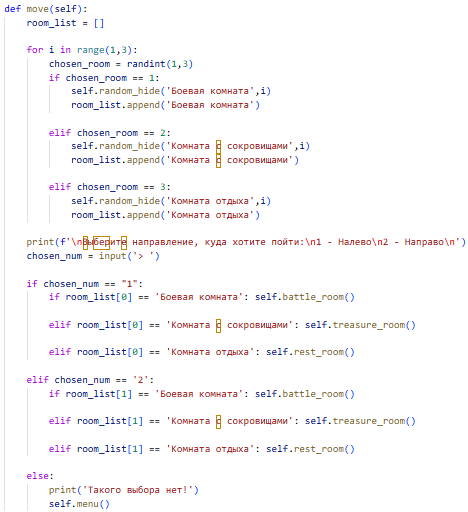 def move(self):
    room_list = []

    for i in range(1,3):
        chosen_room = randint(1,3)
        if chosen_room == 1:
            self.random_hide('Боевая комната',i)
            room_list.append('Боевая комната')

        elif chosen_room == 2:
            self.random_hide('Комната с сокровищами',i)
            room_list.append('Комната с сокровищами')

        elif chosen_room == 3:
            self.random_hide('Комната отдыха',i)
            room_list.append('Комната отдыха')

    print(f'\nВыберите направление, куда хотите пойти:\n1 - Налево\n2 - Направо\n')
    chosen_num = input('> ')

    if chosen_num == "1":
        if room_list[0] == 'Боевая комната': self.battle_room()

        elif room_list[0] == 'Комната с сокровищами': self.treasure_room()

        elif room_list[0] == 'Комната отдыха': self.rest_room()

    elif chosen_num == '2':
        if room_list[1] == 'Боевая комната': self.battle_room()

        elif room_list[1] == 'Комната с сокровищами': self.treasure_room()

        elif room_list[1] == 'Комната отдыха': self.rest_room()

    else:
        print('Такого выбора нет!')
        self.menu()